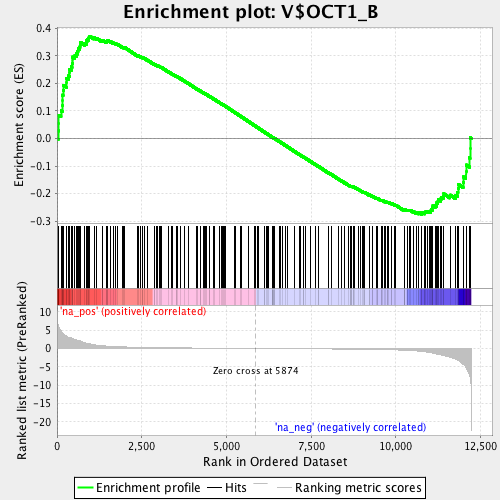 Enrichment plot: V$OCT1_B
Enrichment score (ES)
0.4
0.3
0.2
0.1
0.0
-0.1
-0.2
-0.3
Ranked list metric (PreRanked)
10
5
0
-5
-10
-15
-20
'na_pos' (positively correlated)
Zero cross at 5874
'na_neg' (negatively correlated)
0 2,500 5,000 7,500 10,000 12,500
Rank in Ordered Dataset
Enrichment profile Hits Ranking metric scores